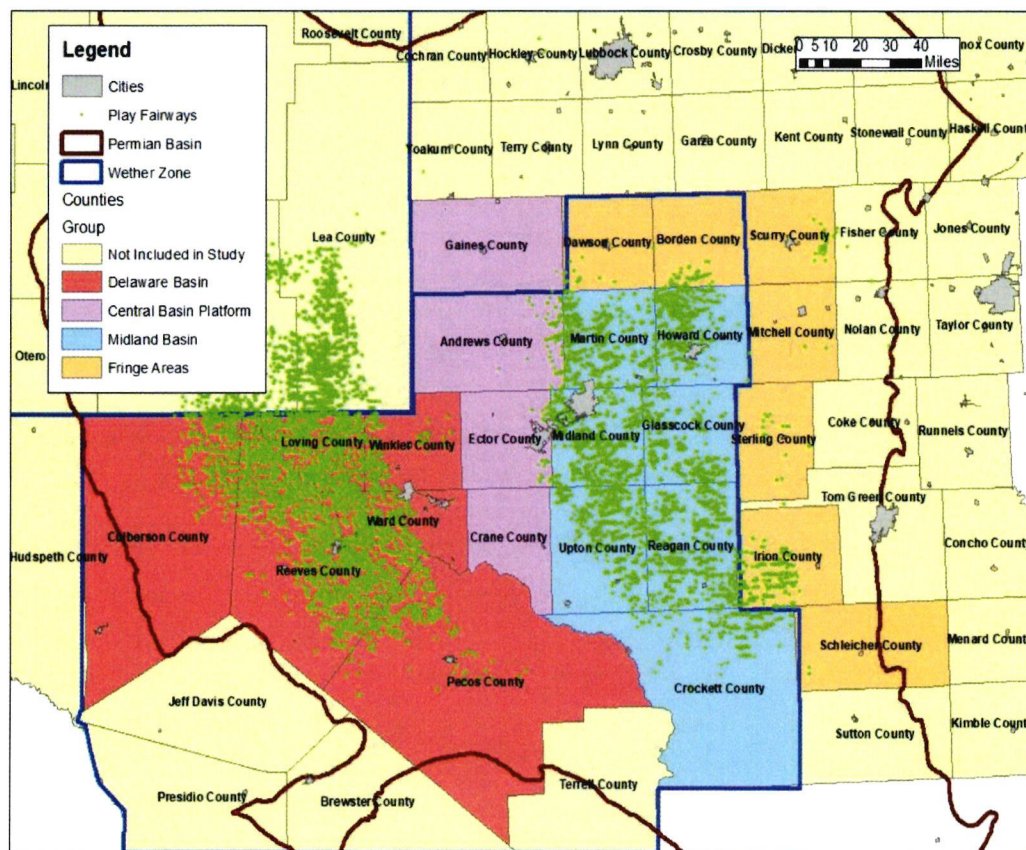 Legend
Cities
Play Fairways
Permian Basin
Wether Zone
Counties
Group
Not Included in Study
Delaware Basin
Central Basin Platform
Midland Basin
Fringe Areas
0 5 10 20 30 40
Miles
Roosevelt County
Cochran County
Hockley County
Lubbock County
Crosby County
Yoakum County
Terry County
Lynn County
Garza County
Kent County
Stonewall County
Haskell County
Lea County
Gaines County
Dawson County
Borden County
Scurry County
Fisher County
Jones County
Otero
Andrews County
Martin County
Howard County
Mitchell County
Nolan County
Taylor County
Loving County
Winkler County
Ector County
Midland County
Glasscock County
Sterling County
Coke County
Runnels County
Tom Green County
Hudspeth County
Culberson County
Ward County
Reeves County
Crane County
Upton County
Reagan County
Irion County
Concho County
Jeff Davis County
Pecos County
Crockett County
Schleicher County
Menard County
Presidio County
Brewster County
Terrell County
Sutton County
Kimble Count